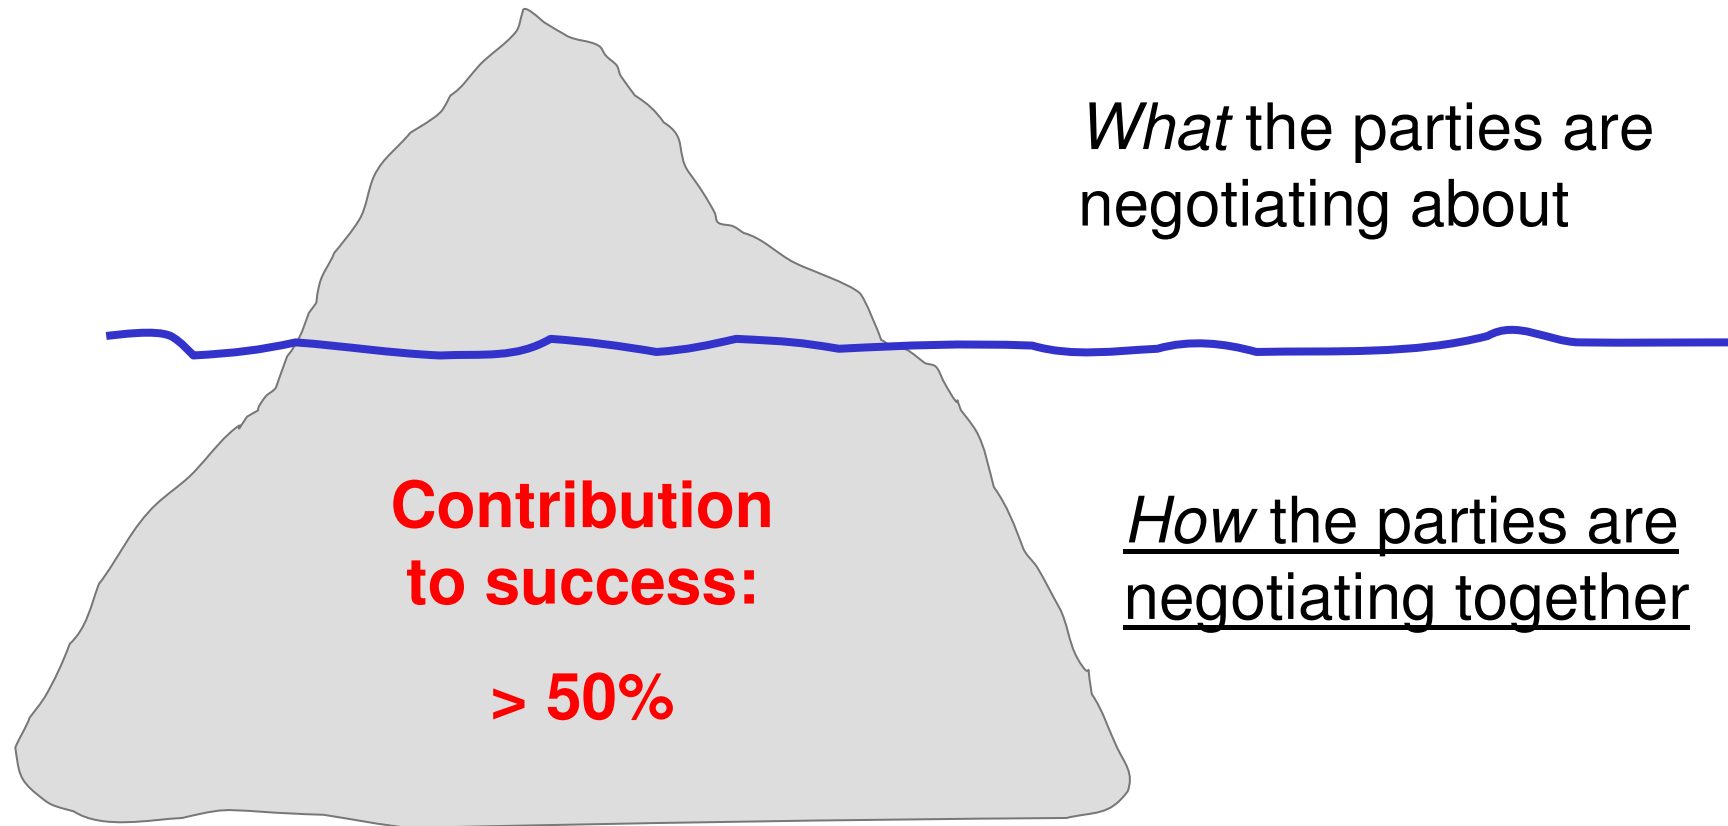 What the parties are
negotiating about
Contribution
to success:
> 50%
How the parties are
negotiating together